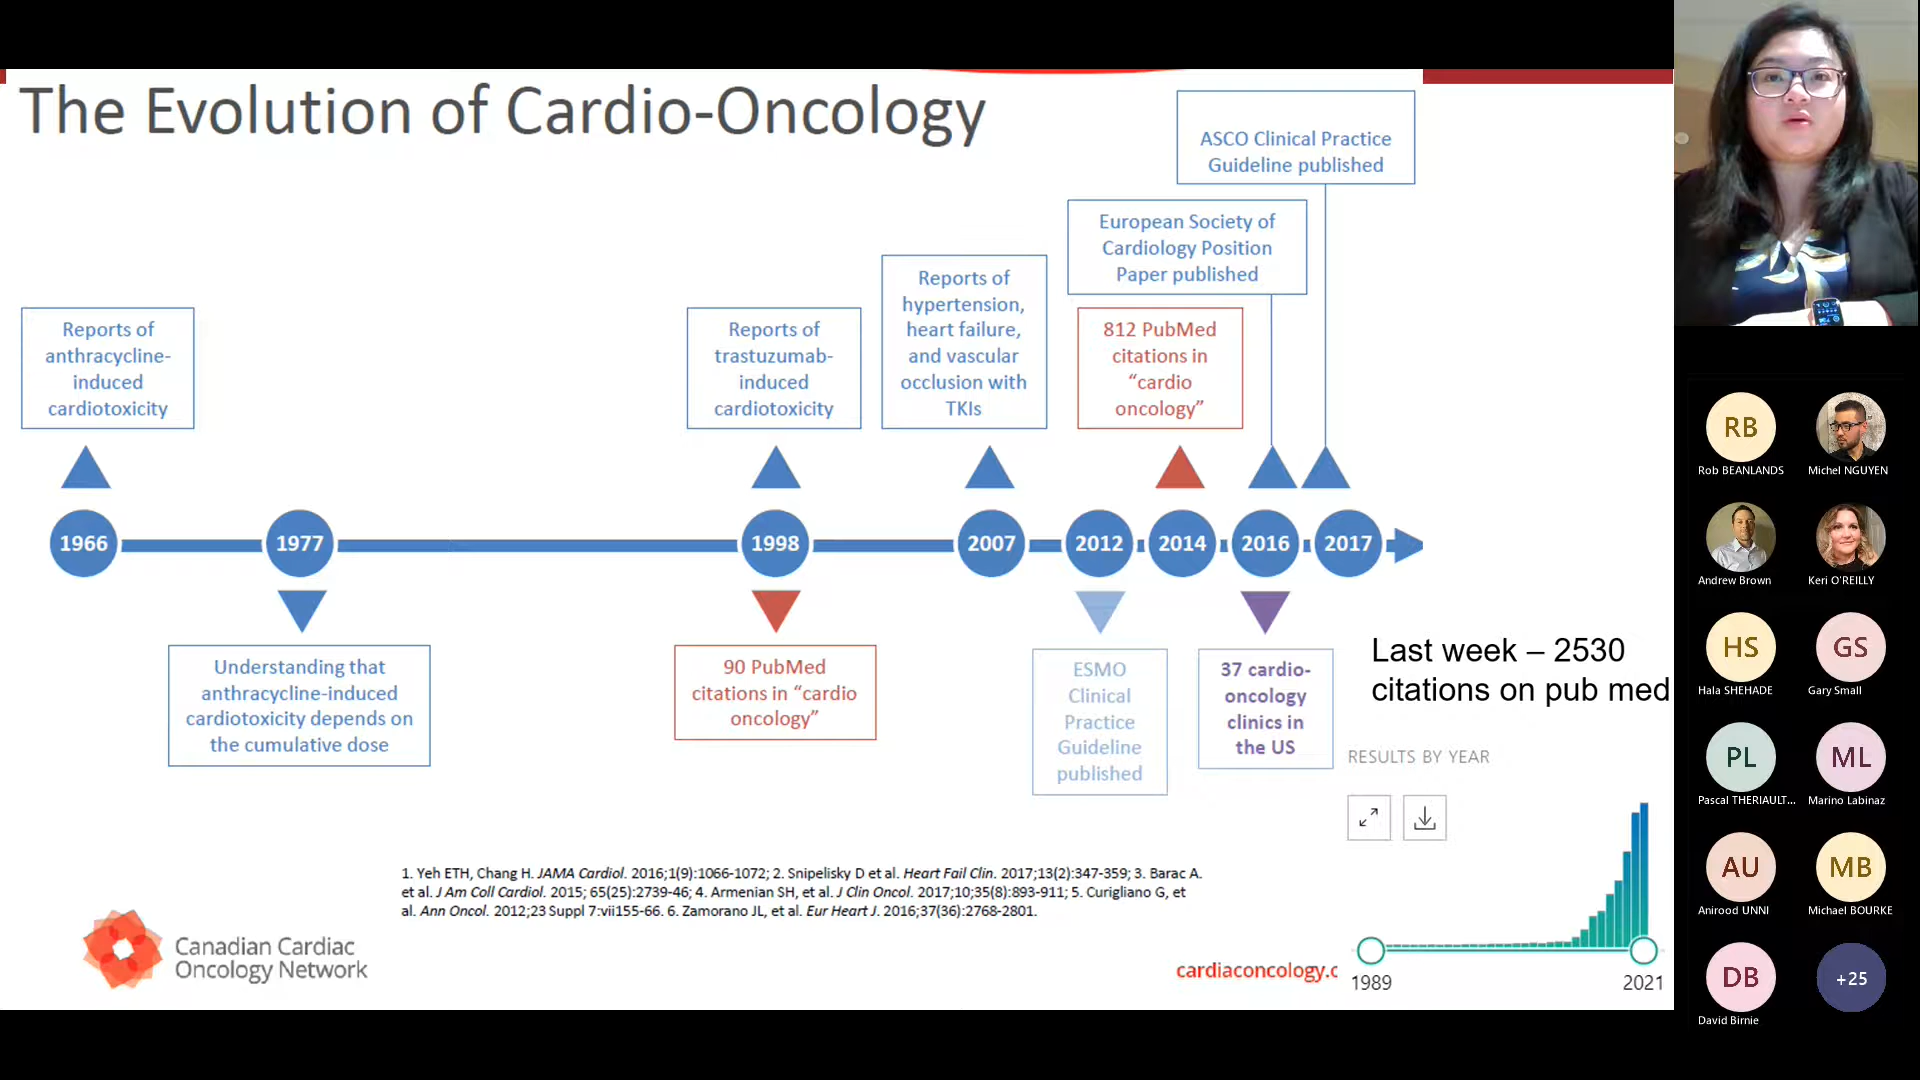 The Evolution of Cardio-Oncology
ASCO Clinical Practice
Guideline published
European Society of
Cardiology Position
Paper published
Reports of
hypertension,
heart failure,
and vascular
occlusion with
TKIs
Reports of
anthracycline-
induced
cardiotoxicity
Reports of
trastuzumab-
induced
cardiotoxicity
812 PubMed
citations in
“cardio
oncology”
1966
1977
1998
2007
2012
2014
2016
2017
Understanding that
anthracycline-induced
cardiotoxicity depends on
the cumulative dose
90 PubMed
citations in “cardio
oncology”
ESMO
Clinical
Practice
Guideline
published
37 cardio-
oncology
clinics in
the US
Last week – 2530
citations on pub med
RESULTS BY YEAR
1989
2021
1. Yeh ETH, Chang H. JAMA Cardiol. 2016;1(9):1066-1072; 2. Snipelisky D et al. Heart Fail Clin. 2017;13(2):347-359; 3. Barac A.
et al. J Am Coll Cardiol. 2015; 65(25):2739-46; 4. Armenian SH, et al. J Clin Oncol. 2017;10;35(8):893-911; 5. Curigliano G, et
al. Ann Oncol. 2012;23 Suppl 7:vii155-66. 6. Zamorano JL, et al. Eur Heart J. 2016;37(36):2768-2801.
Canadian Cardiac
Oncology Network
cardiaconcology.c
RB
Rob BEANLANDS
Michel NGUYEN
Andrew Brown
Keri O'REILLY
HS
Hala SHEHADE
GS
Gary Small
PL
Pascal THERIAULT...
ML
Marino Labinaz
AU
Anirood UNNI
MB
Michael BOURKE
DB
David Birnie
+25